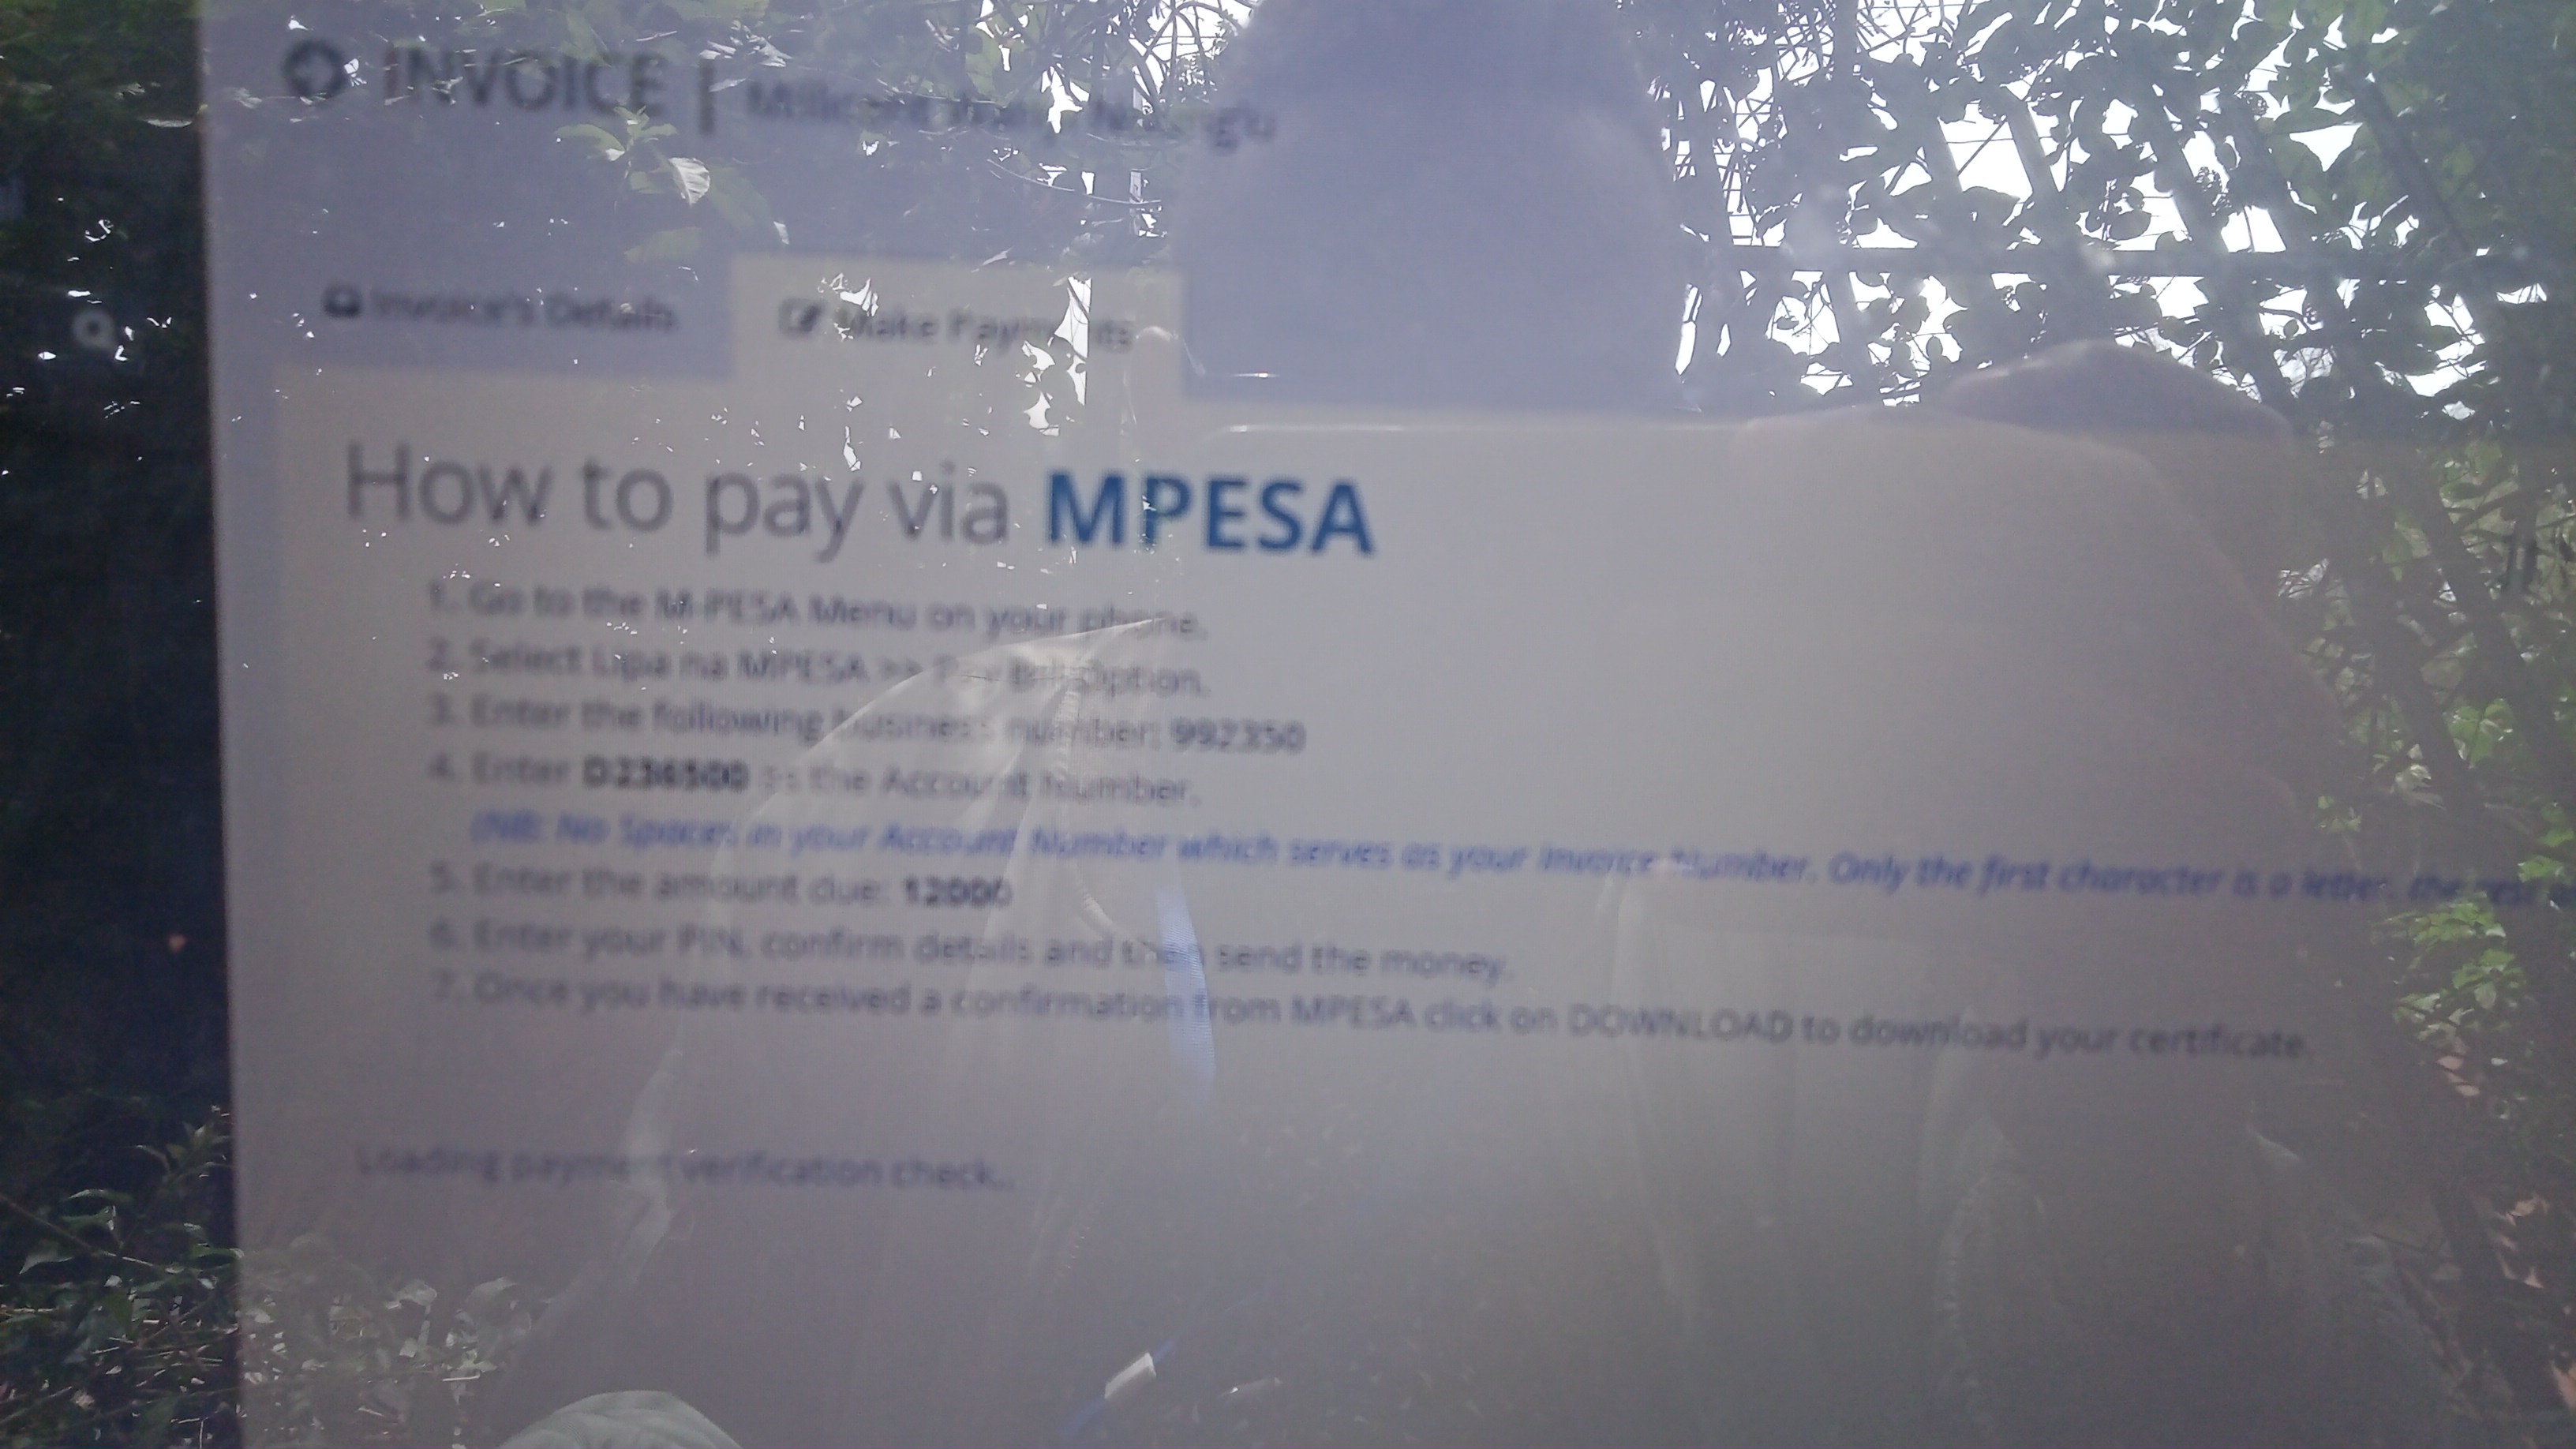 INVOICE |
Invoice's Details
Make Payments
How to pay via MPESA
1. Go to the M-PESA Menu on your phone.
2. Select Lipa na MPESA >> Pay Bill Option.
3. Enter the following business number: 992350
4. Enter as the Account Number.
(NB: No Spaces in your Account Number which serves as your Invoice Number. Only the first character is a letter, the rest
5. Enter the amount due: 12000
6. Enter your PIN, confirm details and then send the money.
7. Once you have received a confirmation from MPESA click on DOWNLOAD to download your certificate.
Loading payment verification check..